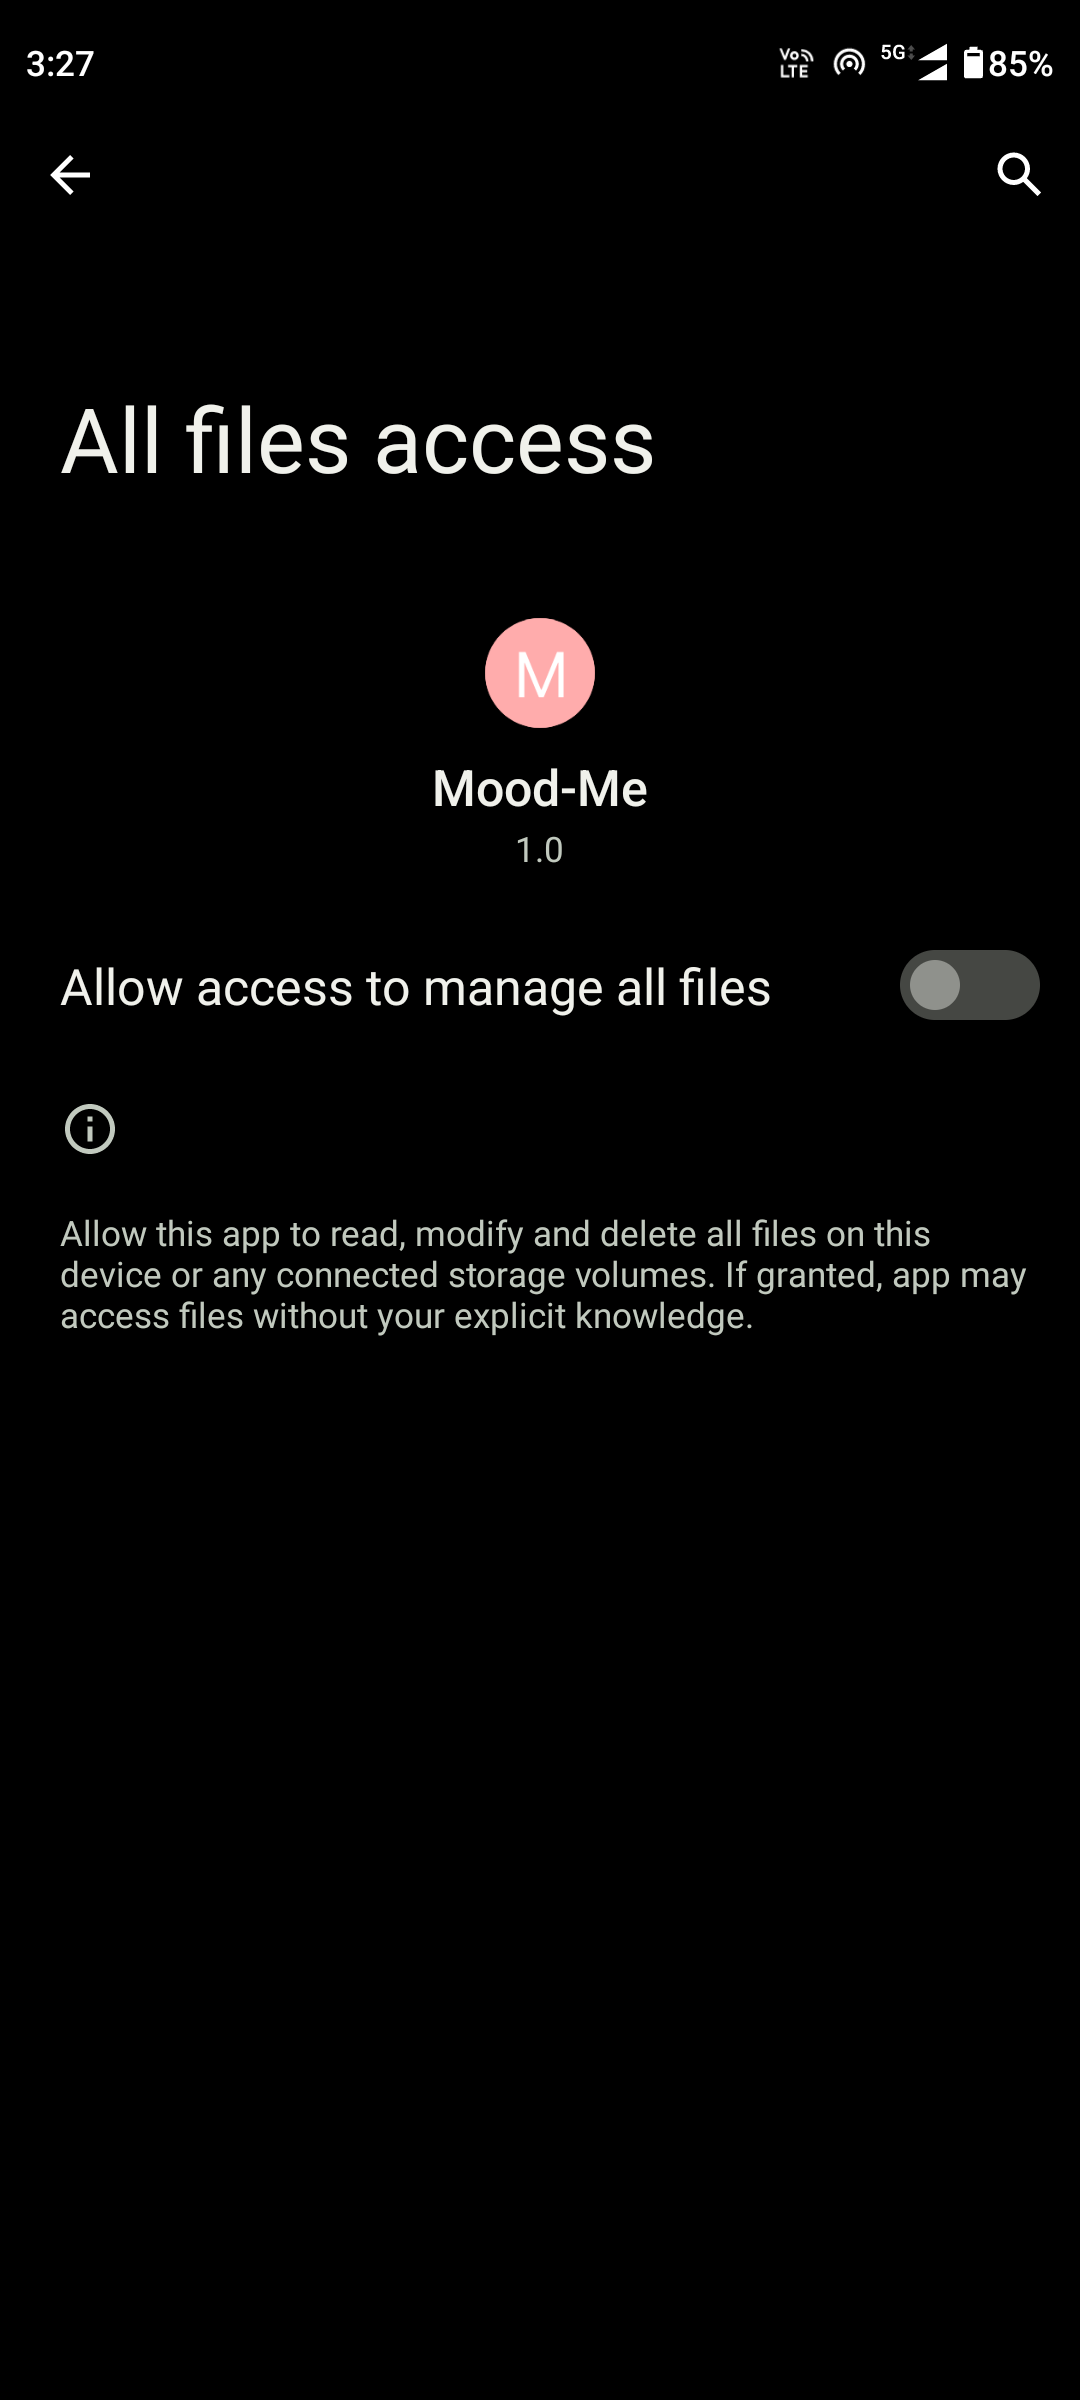 3:27
Vo LTE 5G 85%
All files access
M
Mood-Me
1.0
Allow access to manage all files
Allow this app to read, modify and delete all files on this
device or any connected storage volumes. If granted, app may
access files without your explicit knowledge.